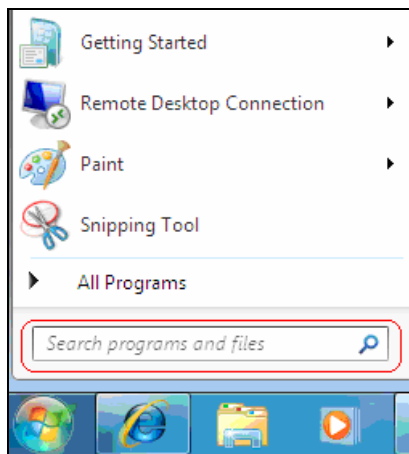 Getting Started
Remote Desktop Connection
Paint
Snipping Tool
All Programs
Search programs and files